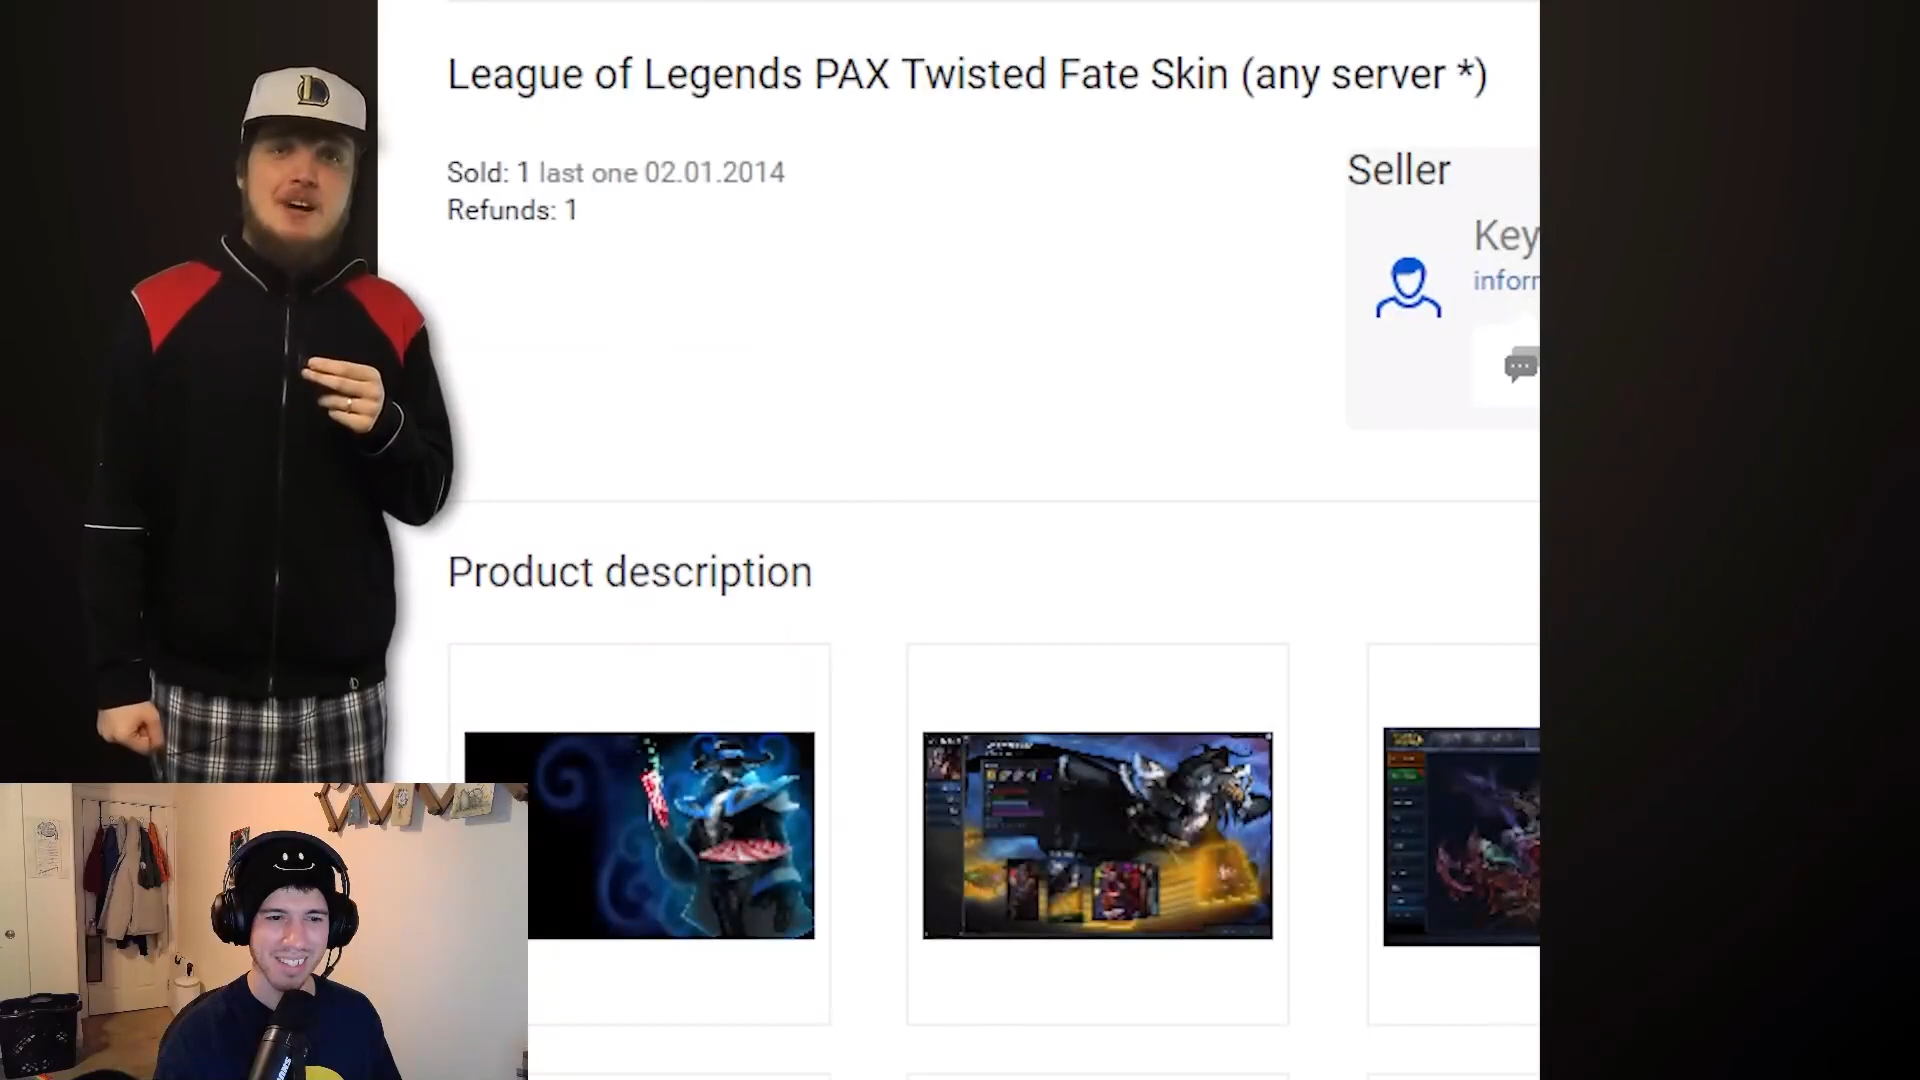 League of Legends PAX Twisted Fate Skin (any server *)
Sold: 1 last one 02.01.2014
Refunds: 1
Seller
Key
infor
Product description